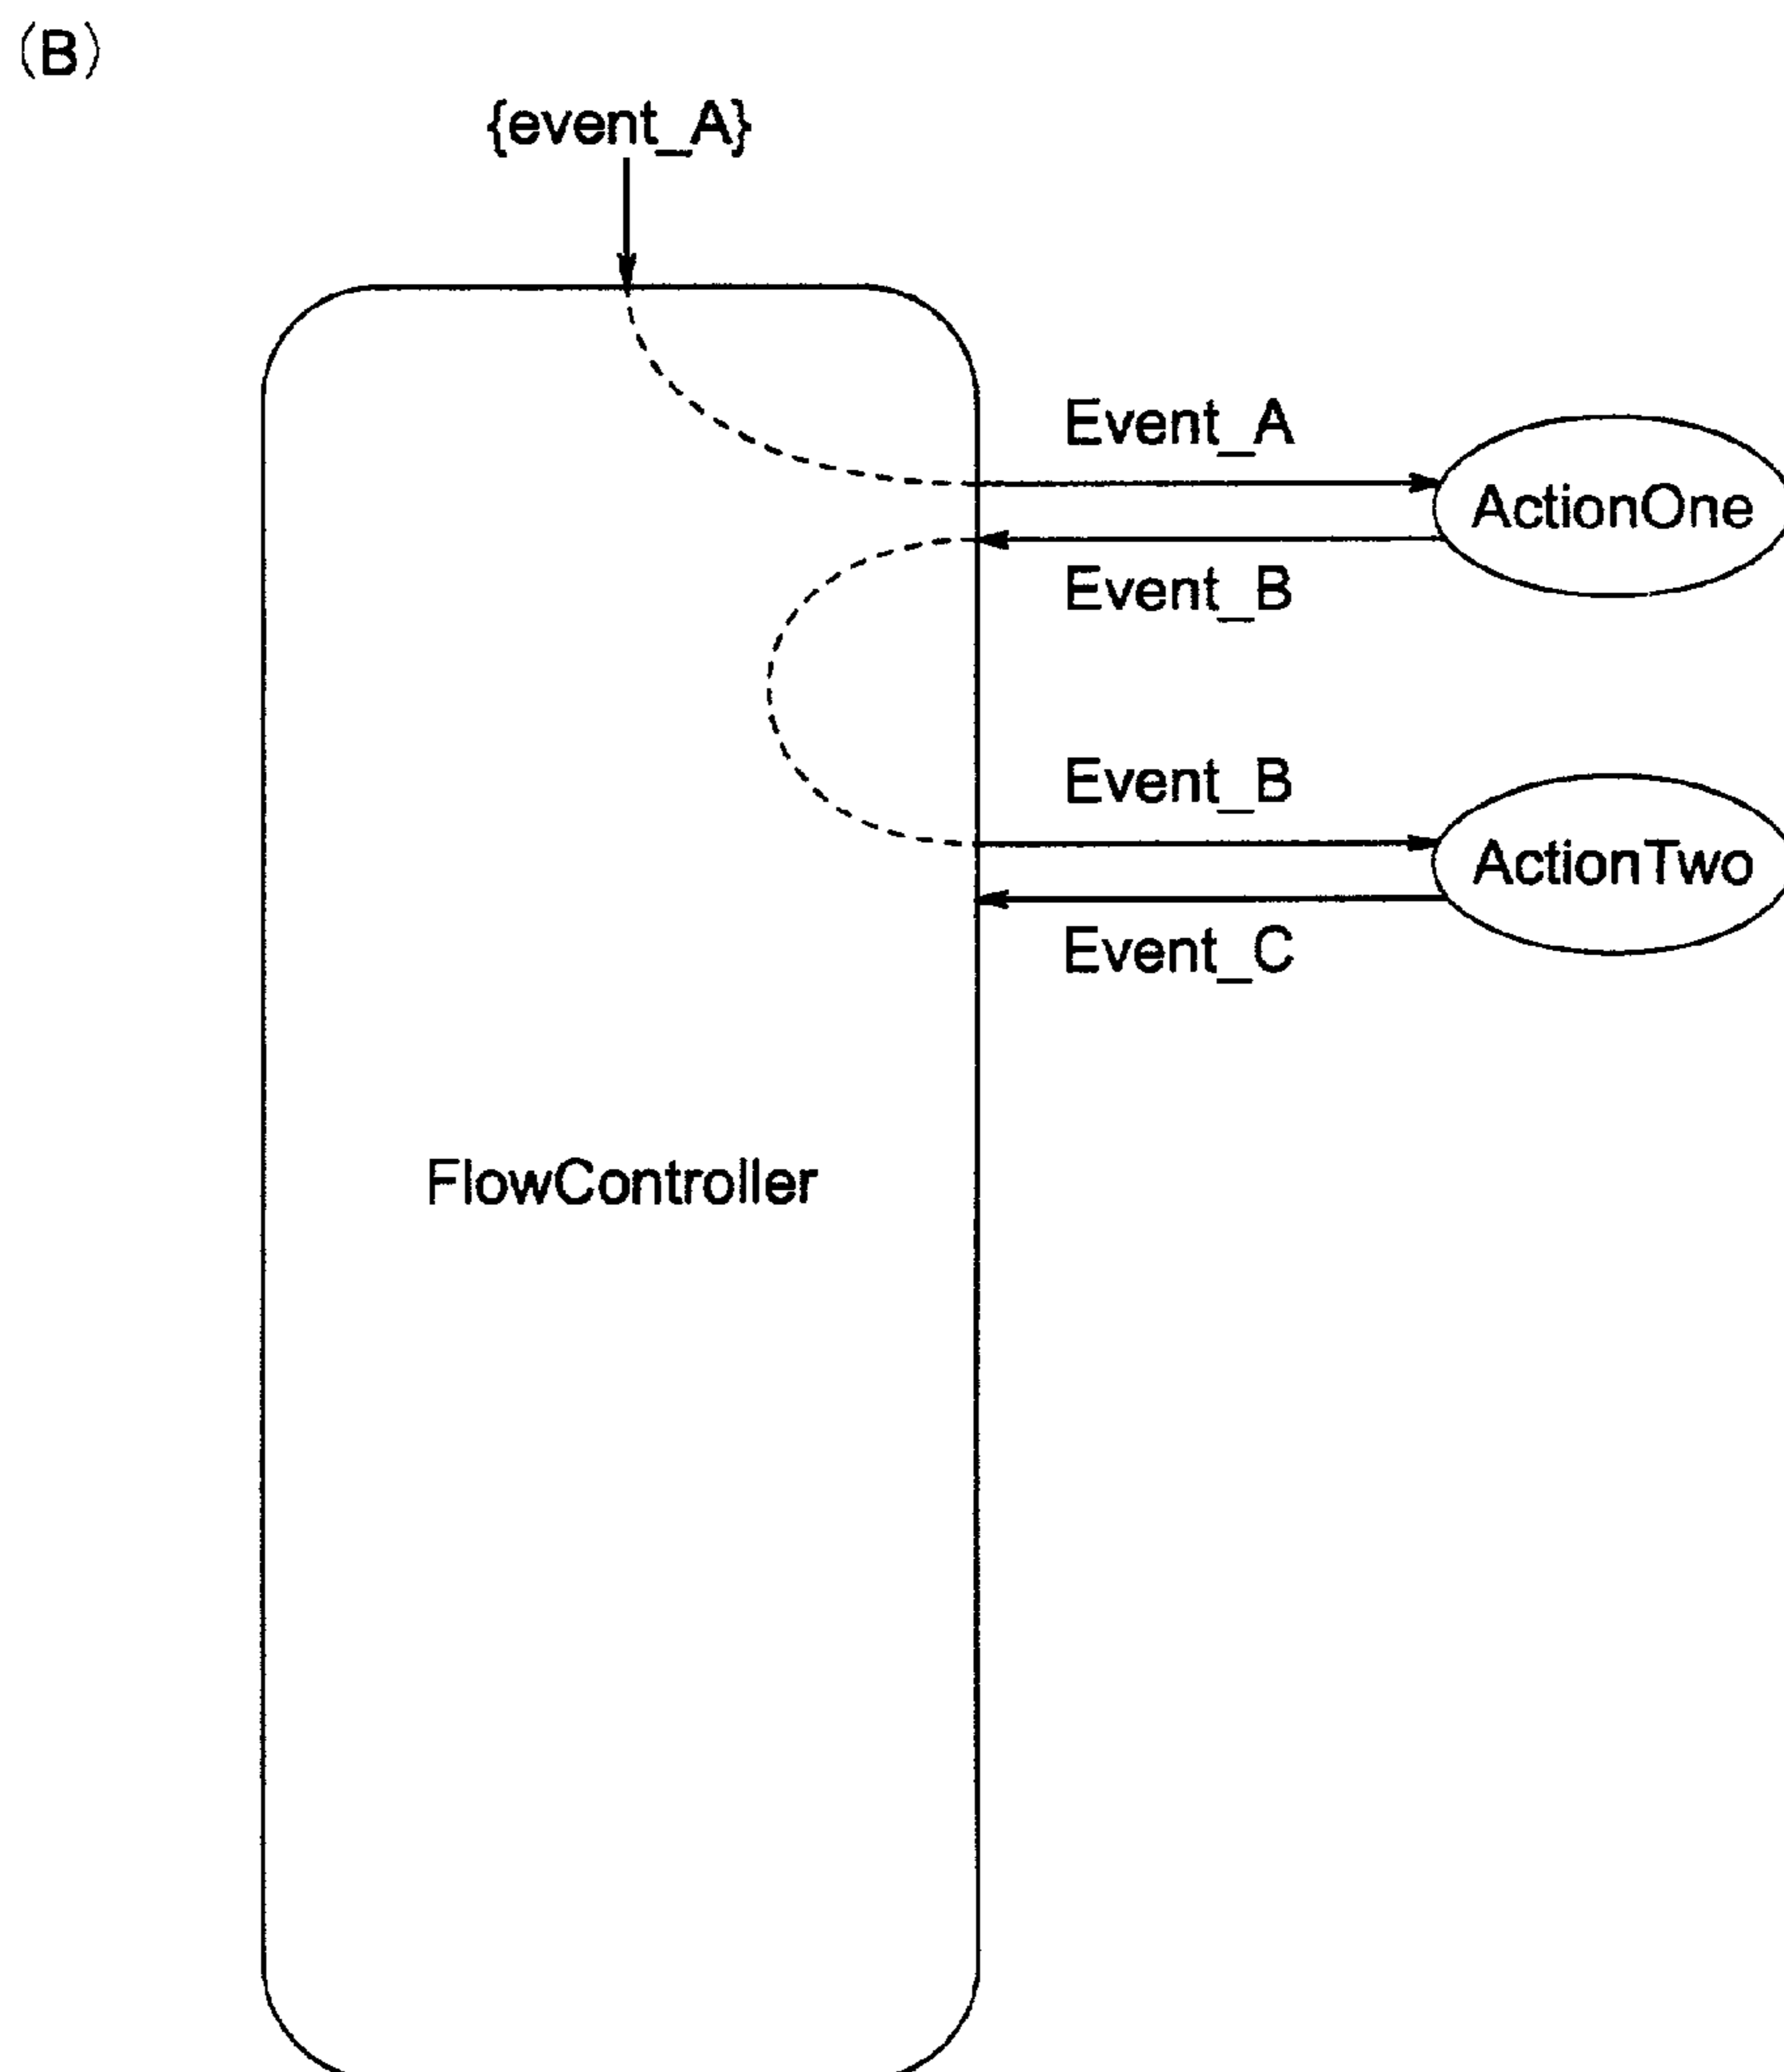 (B)
{event_A}
Event_A
ActionOne
Event_B
Event_B
ActionTwo
Event_C
FlowController